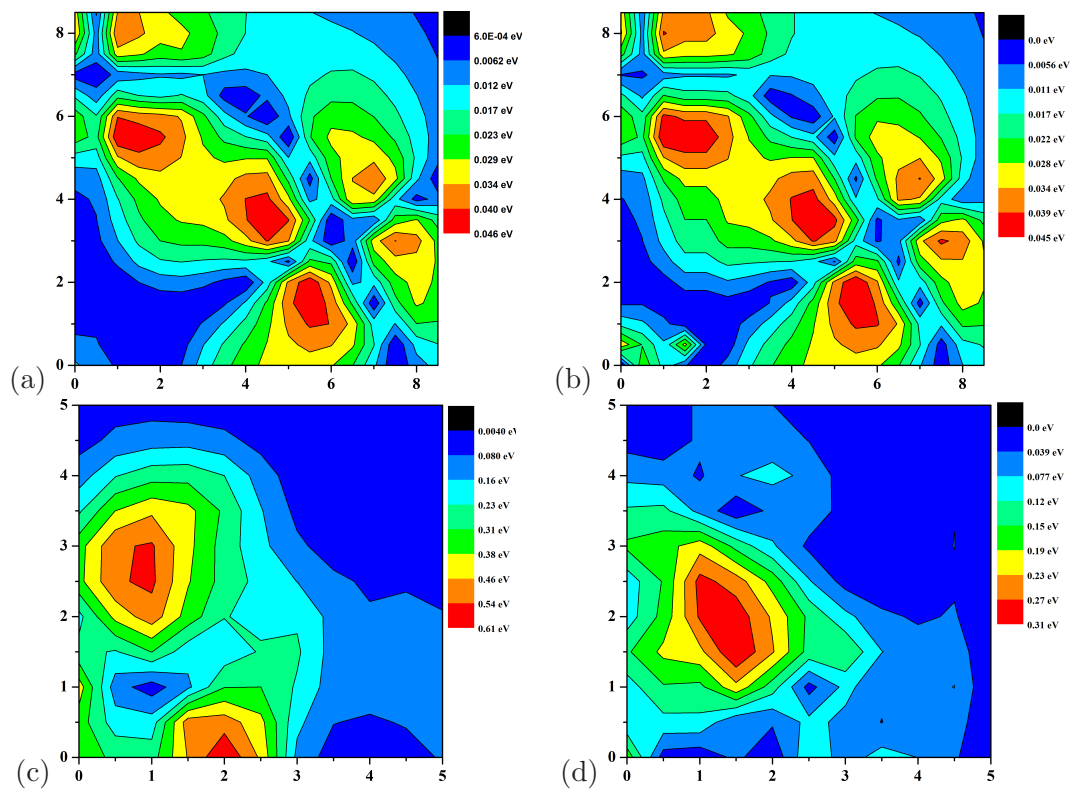 8
6
4
2
0
0 2 4 6 8
6.0E-04 eV
0.0062 eV
0.012 eV
0.017 eV
0.023 eV
0.029 eV
0.034 eV
0.040 eV
0.046 eV
(a)
8
6
4
2
0
0 2 4 6 8
0.0 eV
0.0056 eV
0.011 eV
0.017 eV
0.022 eV
0.028 eV
0.034 eV
0.039 eV
0.045 eV
(b)
5
4
3
2
1
0
0 1 2 3 4 5
0.0040 eV
0.080 eV
0.16 eV
0.23 eV
0.31 eV
0.38 eV
0.46 eV
0.54 eV
0.61 eV
(c)
5
4
3
2
1
0
0 1 2 3 4 5
0.0 eV
0.039 eV
0.077 eV
0.12 eV
0.15 eV
0.19 eV
0.23 eV
0.27 eV
0.31 eV
(d)